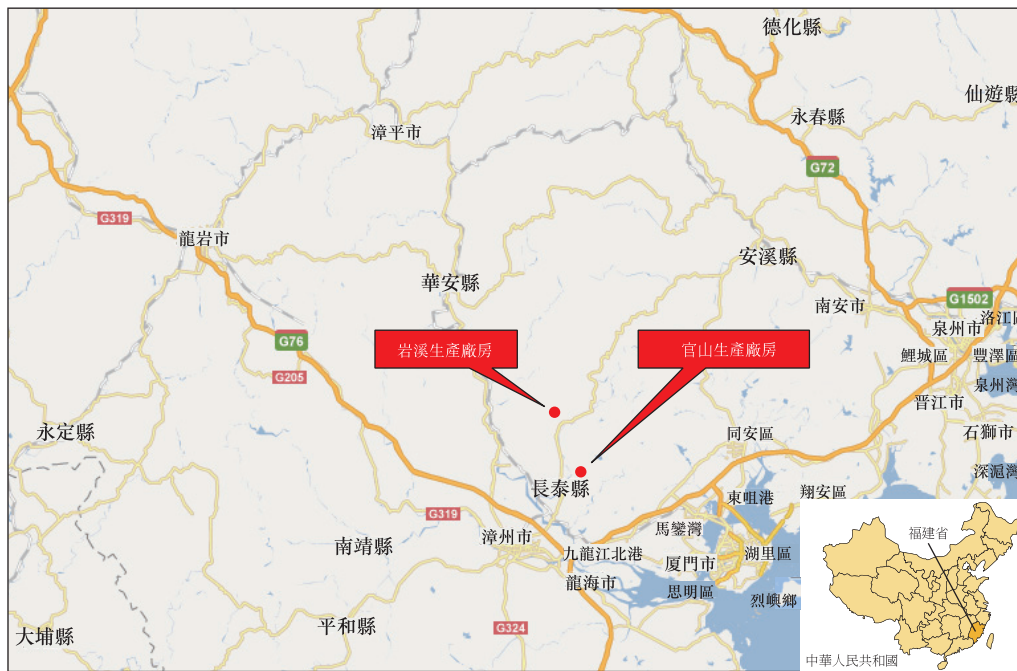 德化縣
仙遊縣
永春縣
漳平市
G72
G319
龍岩市
安溪縣
華安縣
G1502
南安市
洛江區
泉州市
G76
岩溪生產廠房
官山生產廠房
鯉城區
豐澤區
G205
泉州灣
晋江市
永定縣
同安區
石獅市
深滬灣
長泰縣
東咀港
翔安區
G319
馬鑾灣
漳州市
南靖縣
九龍江北港
湖里區
厦門市
龍海市
思明區
烈嶼鄉
福建省
大埔縣
平和縣
G324
中華人民共和國